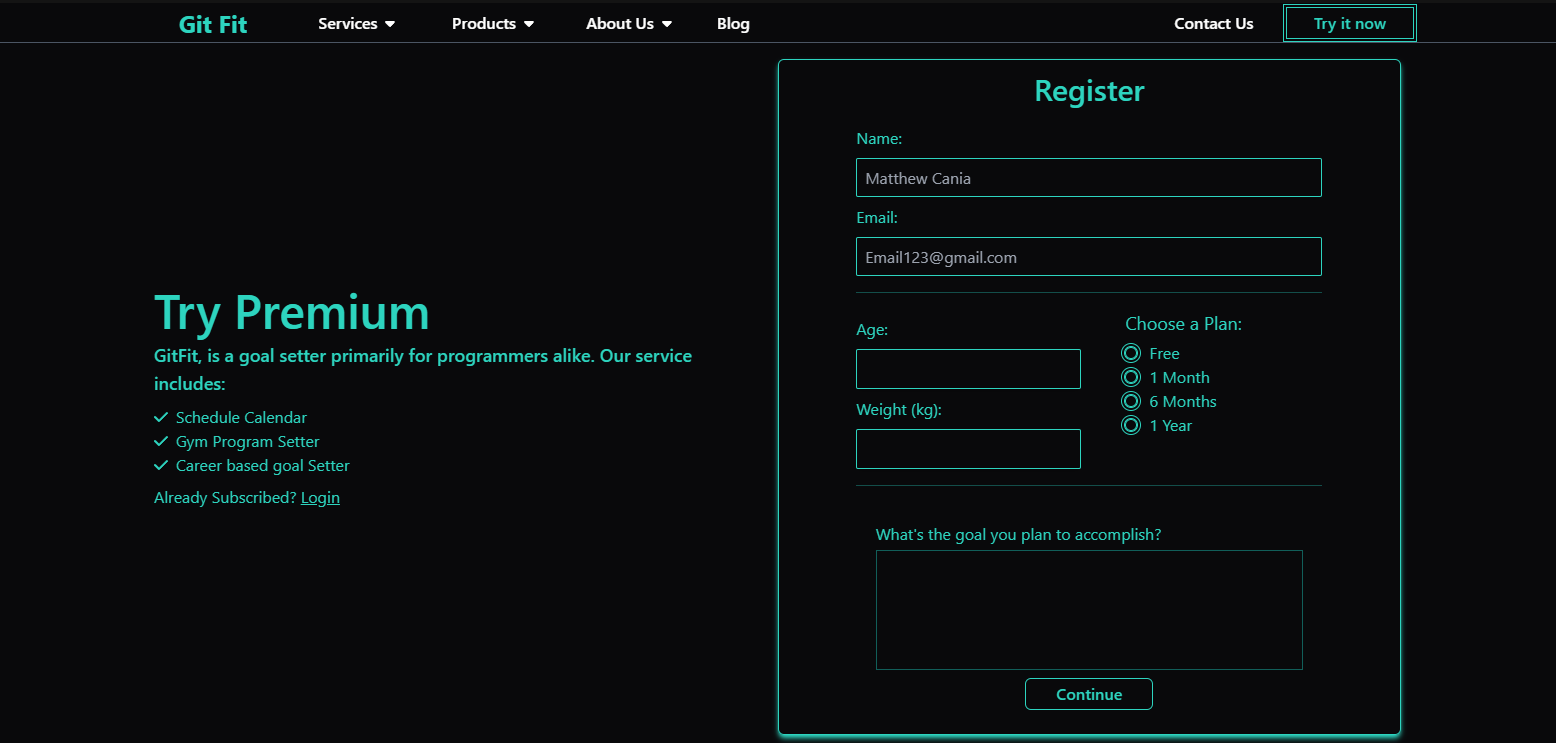 Git Fit
Services
Products
About Us
Blog
Contact Us
Try it now
Try Premium
GitFit, is a goal setter primarily for programmers alike. Our service
includes:
Schedule Calendar
Gym Program Setter
Career based goal Setter
Already Subscribed? Login
Register
Name:
Matthew Cania
Email:
Email123@gmail.com
Age:
Weight (kg):
Choose a Plan:
Free
1 Month
6 Months
1 Year
What's the goal you plan to accomplish?
Continue